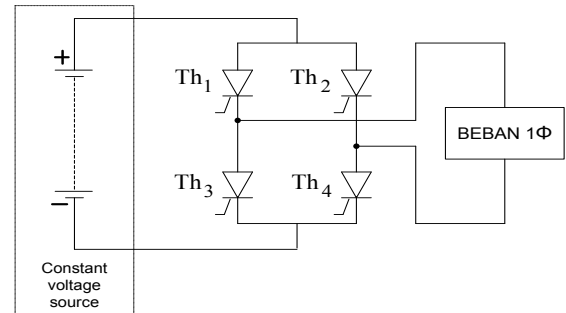 +
Th1
Th2
BEBAN 1Φ
Th3
Th4
−
Constant
voltage
source